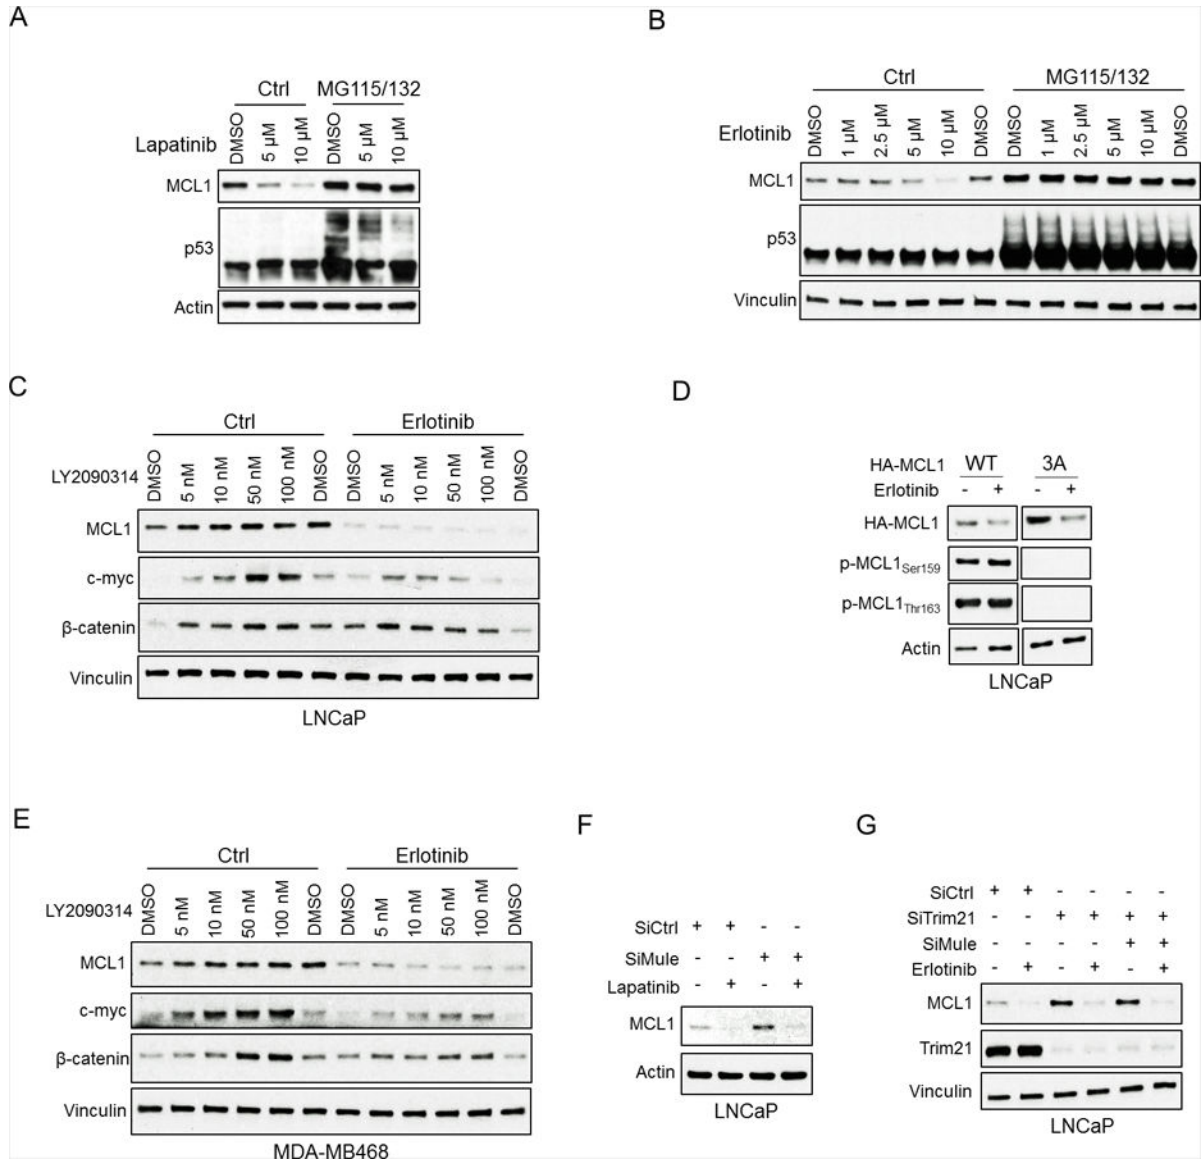 A
Ctrl MG115/132
Lapatinib DMSO 5 µM 10 µM DMSO 5 µM 10 µM
MCL1
p53
Actin
B
Ctrl MG115/132
Erlotinib DMSO 1 µM 2.5 µM 5 µM 10 µM DMSO DMSO 1 µM 2.5 µM 5 µM 10 µM DMSO
MCL1
p53
Vinculin
C
Ctrl Erlotinib
LY2090314 DMSO 5 nM 10 nM 50 nM 100 nM DMSO DMSO 5 nM 10 nM 50 nM 100 nM DMSO
MCL1
c-myc
β-catenin
Vinculin
LNCaP
D
HA-MCL1 WT 3A
Erlotinib - + - +
HA-MCL1
p-MCL1Ser159
p-MCL1Thr163
Actin
LNCaP
E
Ctrl Erlotinib
LY2090314 DMSO 5 nM 10 nM 50 nM 100 nM DMSO DMSO 5 nM 10 nM 50 nM 100 nM DMSO
MCL1
c-myc
β-catenin
Vinculin
MDA-MB468
F
SiCtrl + + - -
SiMule - - + +
Lapatinib - + - +
MCL1
Actin
LNCaP
G
SiCtrl + + - - - -
SiTrim21 - - + + + +
SiMule - - - - + +
Erlotinib - + - + - +
MCL1
Trim21
Vinculin
LNCaP